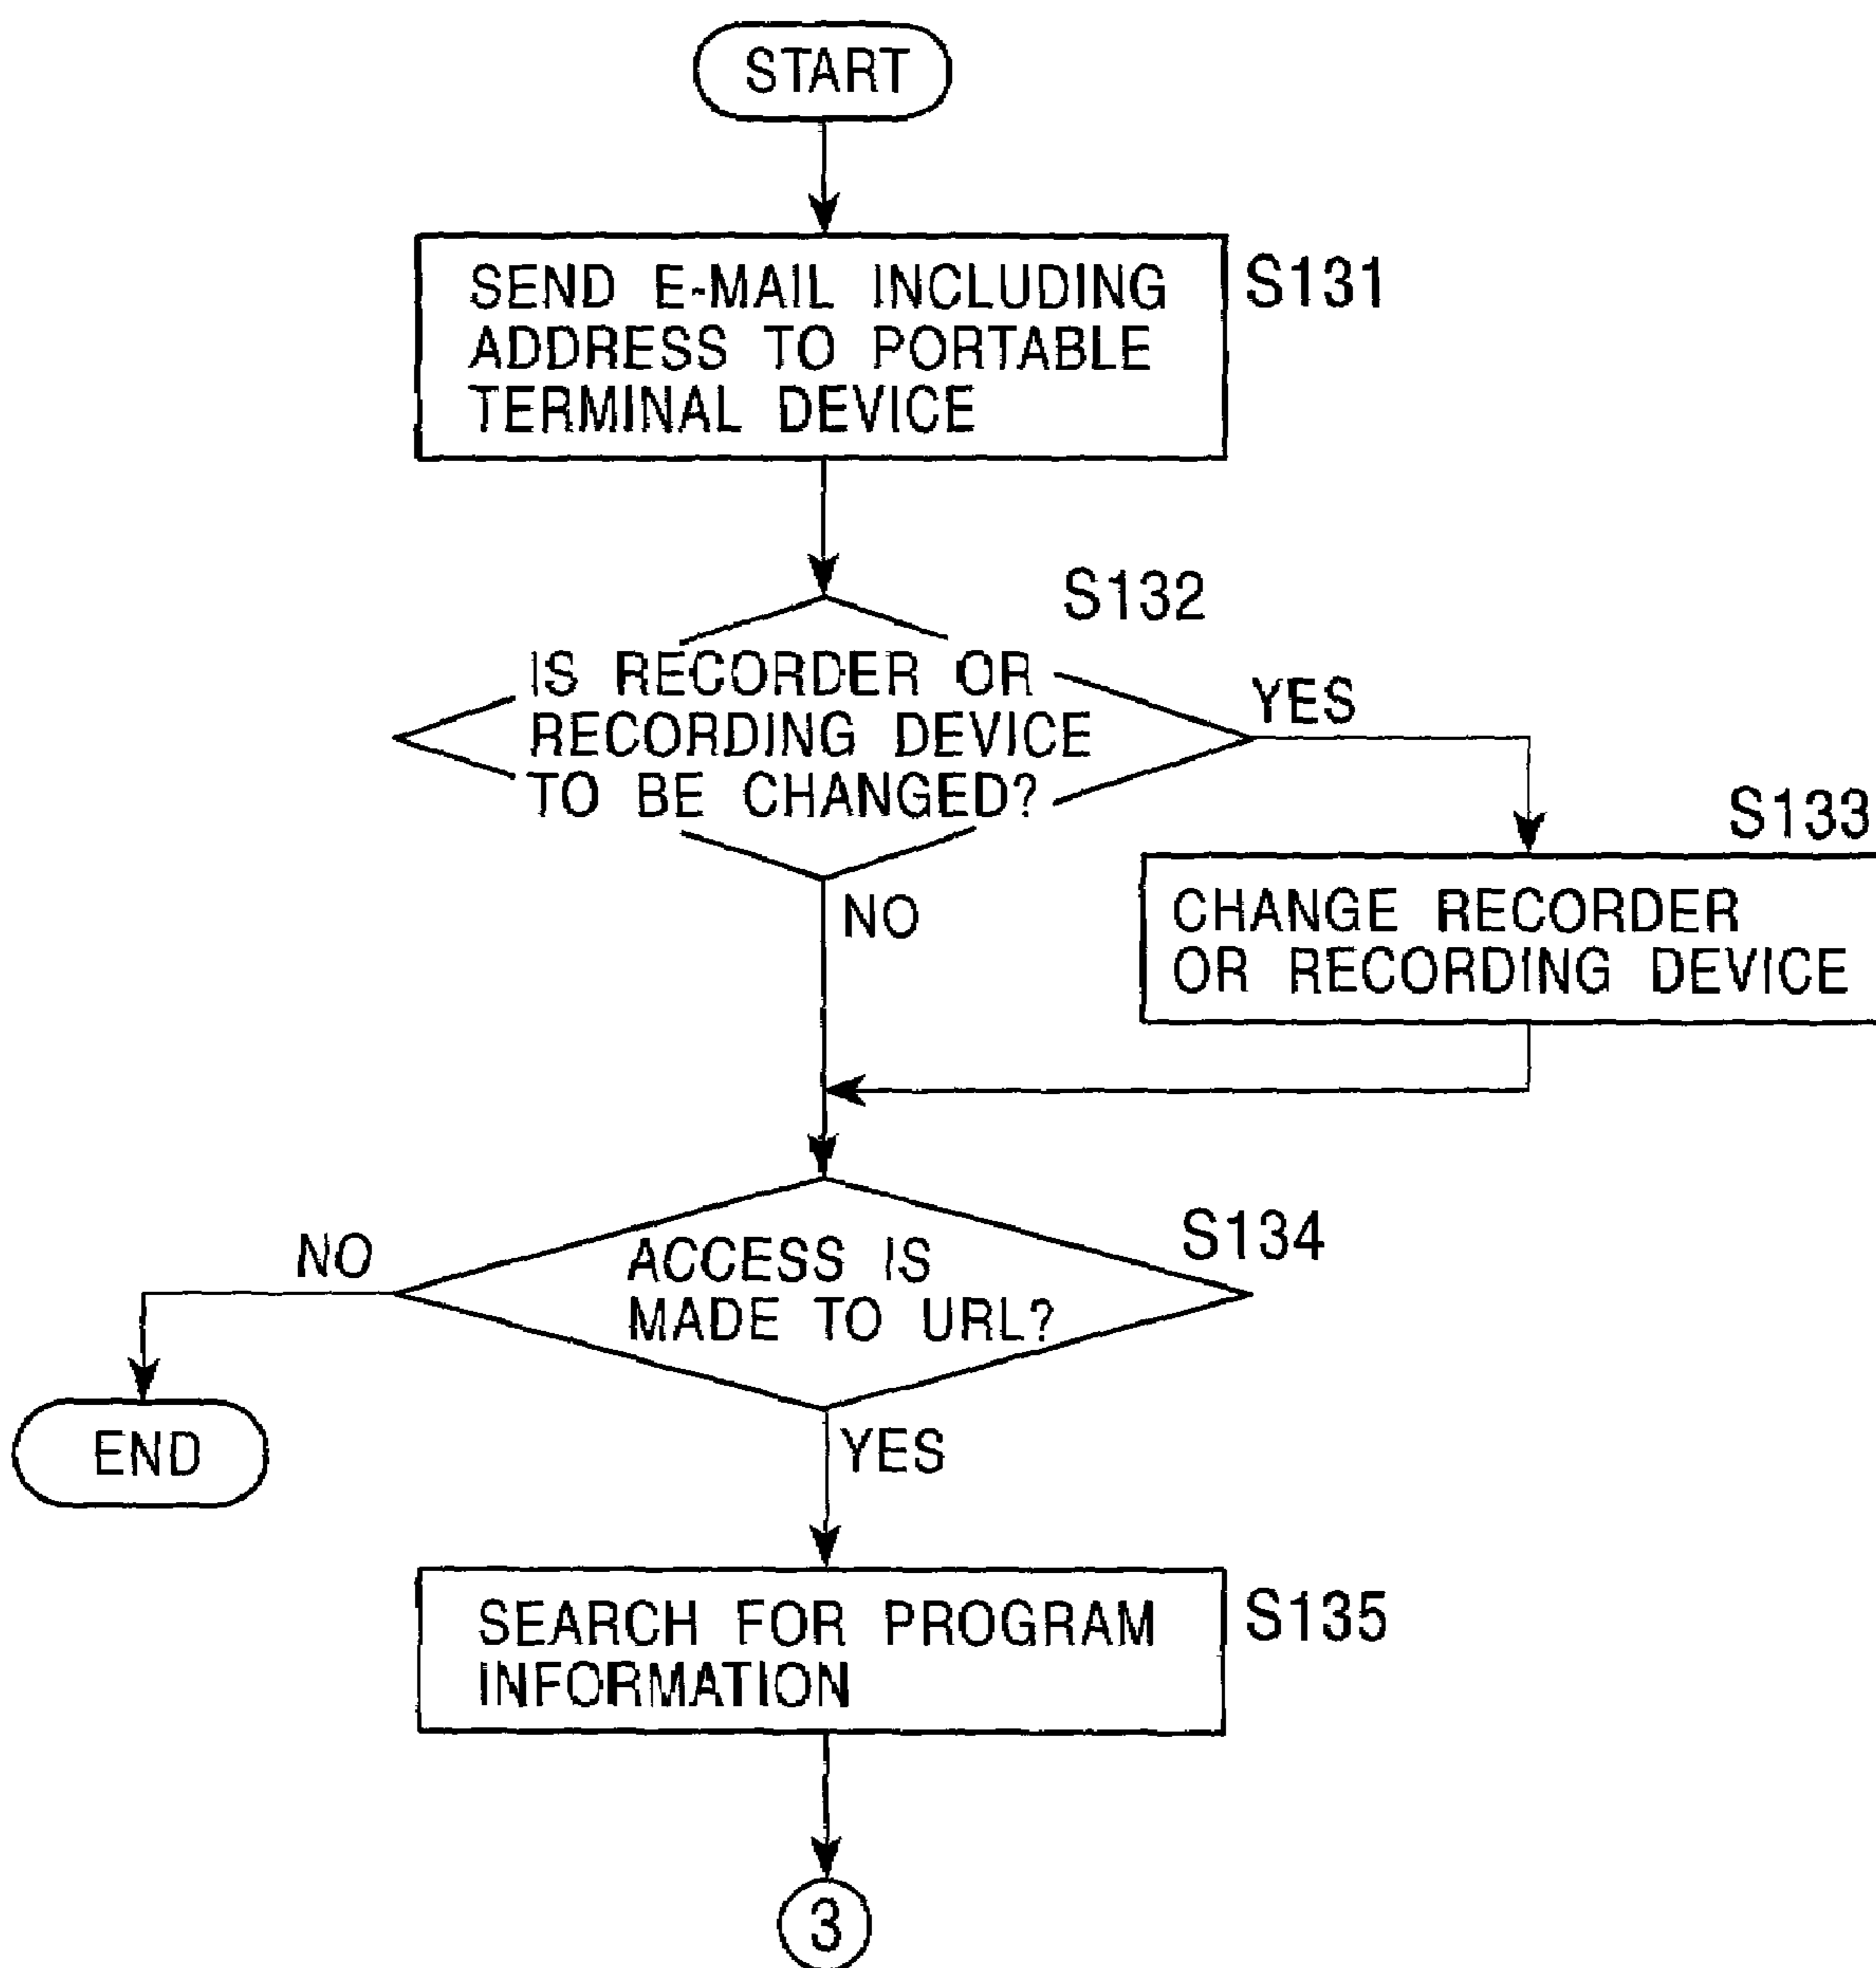 START
SEND E-MAIL INCLUDING
ADDRESS TO PORTABLE
TERMINAL DEVICE
S131
S132
IS RECORDER OR
RECORDING DEVICE
TO BE CHANGED?
YES
NO
S133
CHANGE RECORDER
OR RECORDING DEVICE
S134
ACCESS IS
MADE TO URL?
NO
END
YES
SEARCH FOR PROGRAM
INFORMATION
S135
3